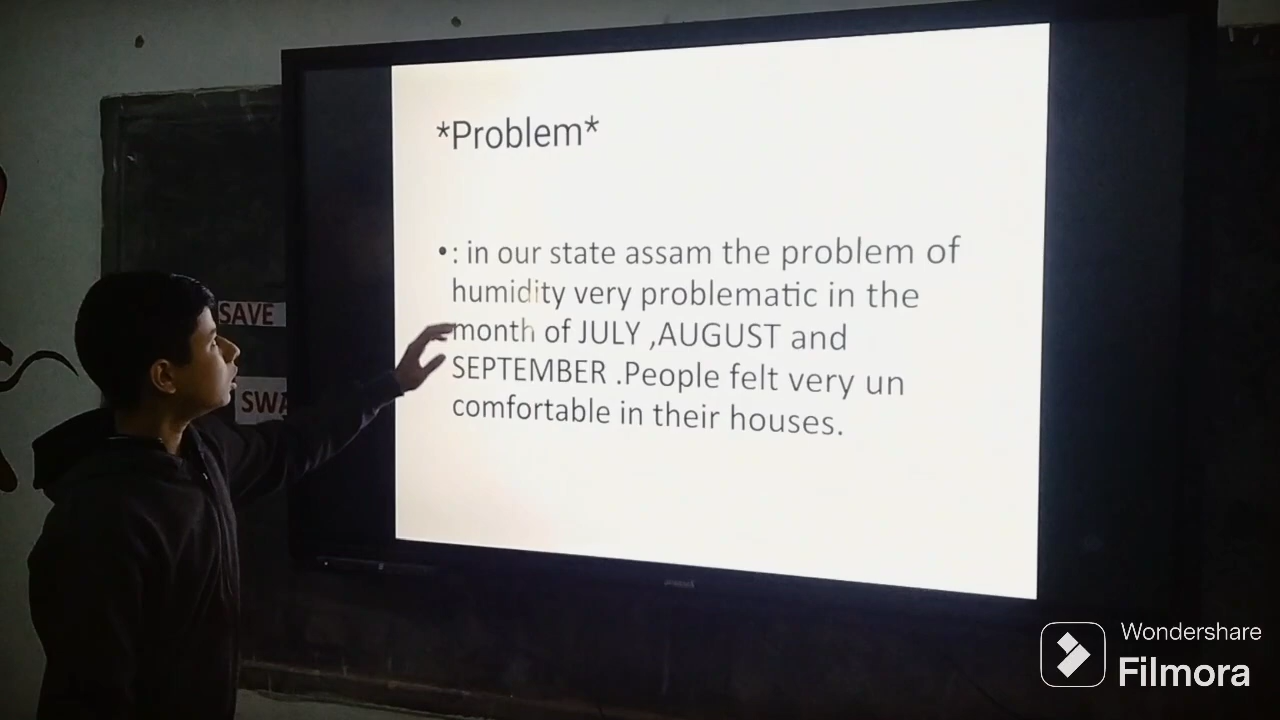 *Problem*
• : in our state assam the problem of
humidity very problematic in the
month of JULY ,AUGUST and
SEPTEMBER .People felt very un
comfortable in their houses.
SAVE
SWA
Wondershare
Filmora